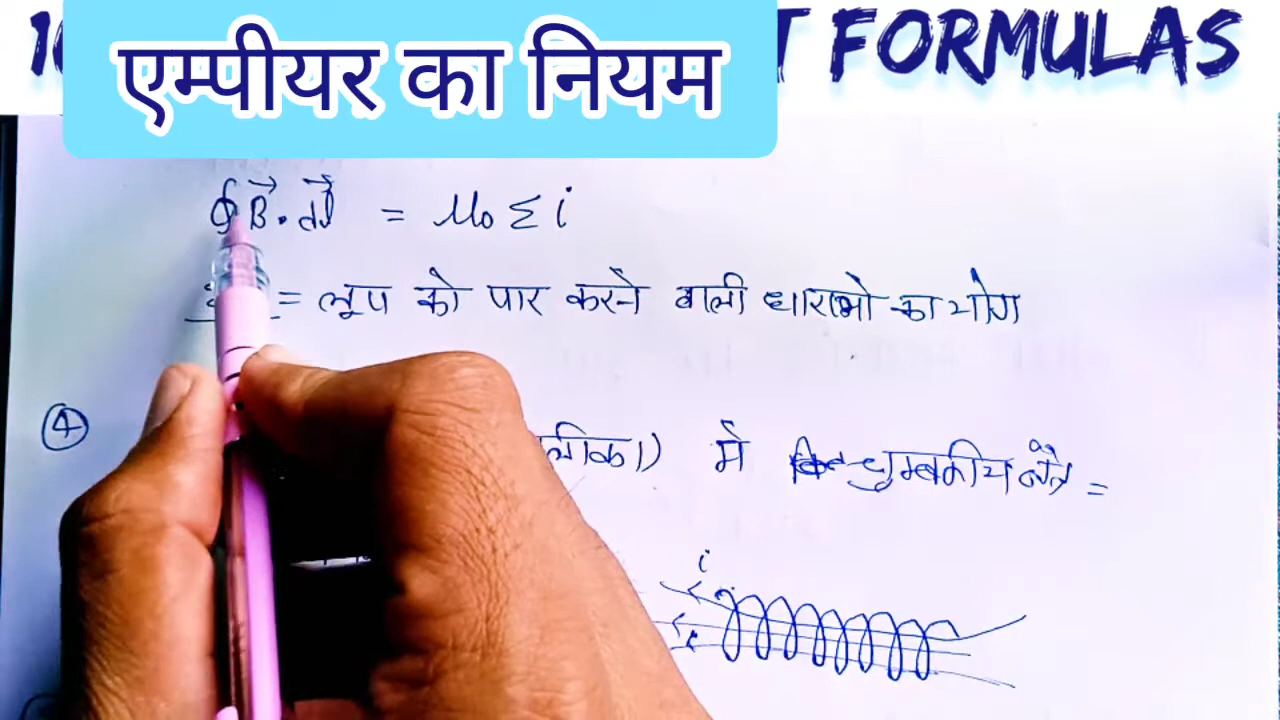 FORMULAS
एम्पीयर का नियम
∮B⃗·dl⃗ = μ₀ Σ i
= लूप को पार करने वाली धाराओ का योग
④
में चुम्बकीय क्षेत्र =
i